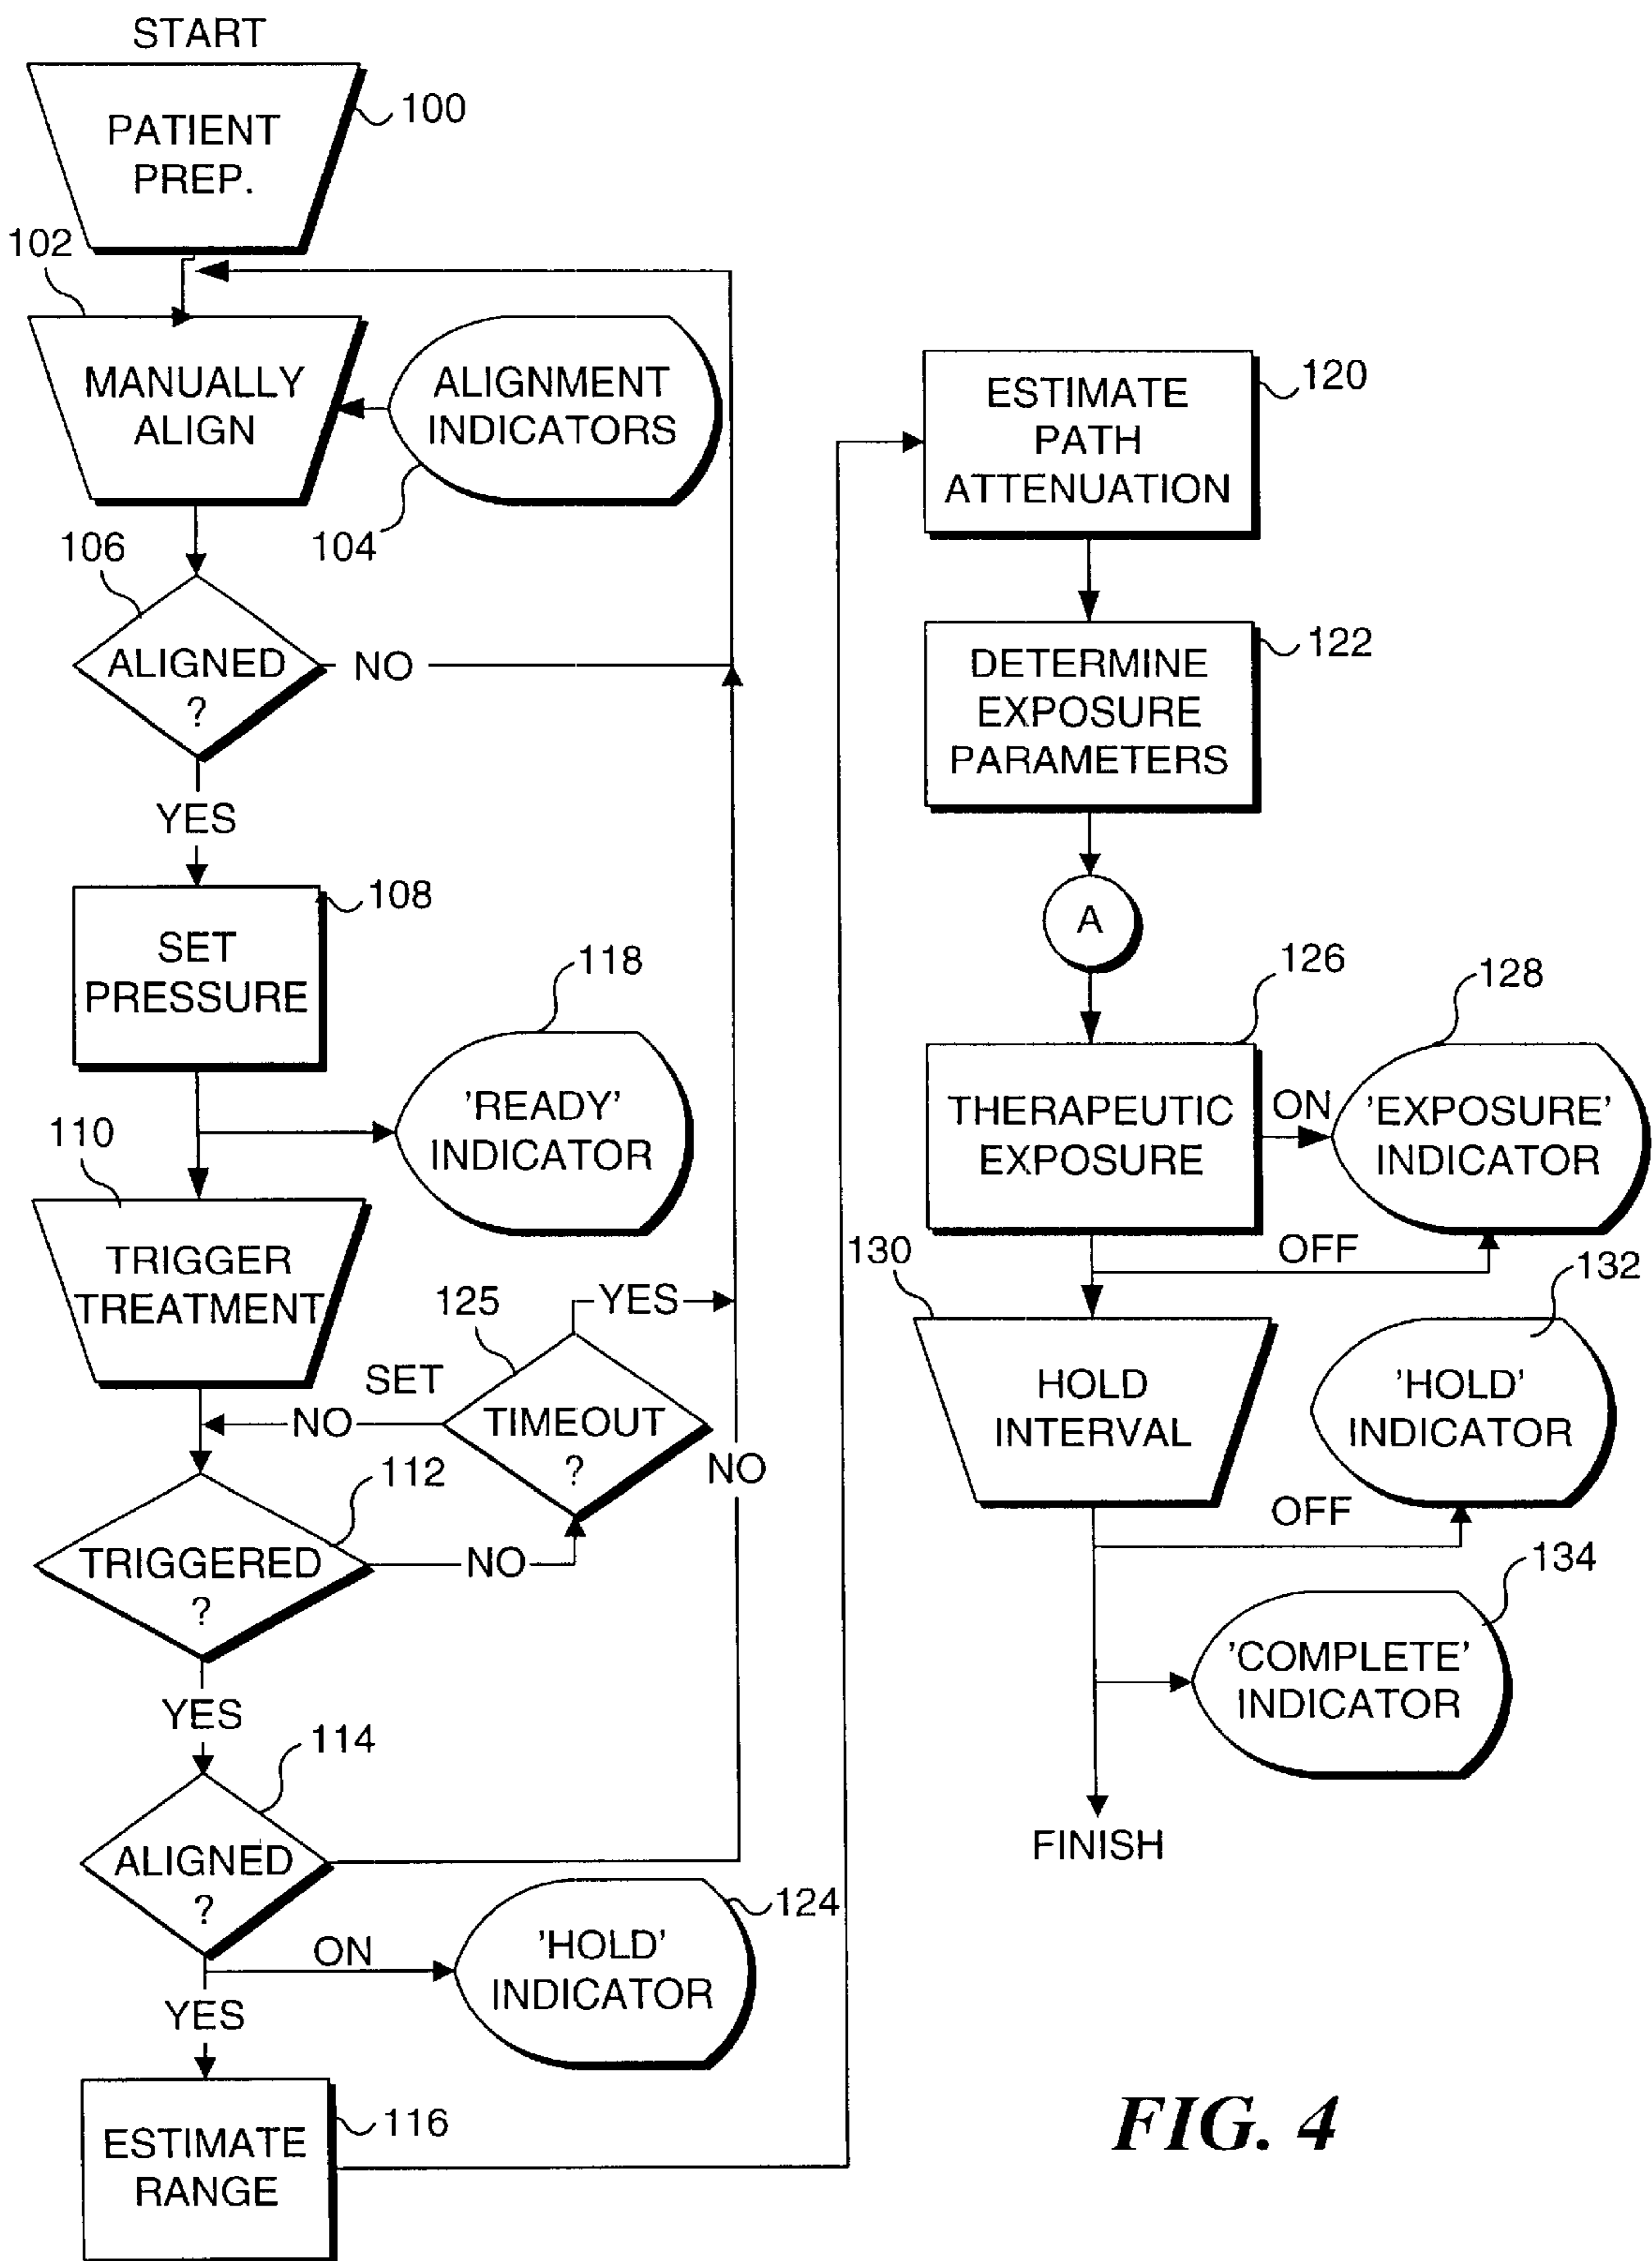 START
PATIENT
PREP.
100
102
MANUALLY
ALIGN
ALIGNMENT
INDICATORS
104
106
ALIGNED
?
NO
YES
108
SET
PRESSURE
118
'READY'
INDICATOR
110
TRIGGER
TREATMENT
125
YES
SET
NO
TIMEOUT
?
NO
112
TRIGGERED
?
NO
YES
114
ALIGNED
?
124
ON
'HOLD'
INDICATOR
YES
116
ESTIMATE
RANGE
120
ESTIMATE
PATH
ATTENUATION
122
DETERMINE
EXPOSURE
PARAMETERS
A
126
128
THERAPEUTIC
EXPOSURE
ON
'EXPOSURE'
INDICATOR
OFF
130
132
HOLD
INTERVAL
'HOLD'
INDICATOR
OFF
134
'COMPLETE'
INDICATOR
FINISH
FIG. 4